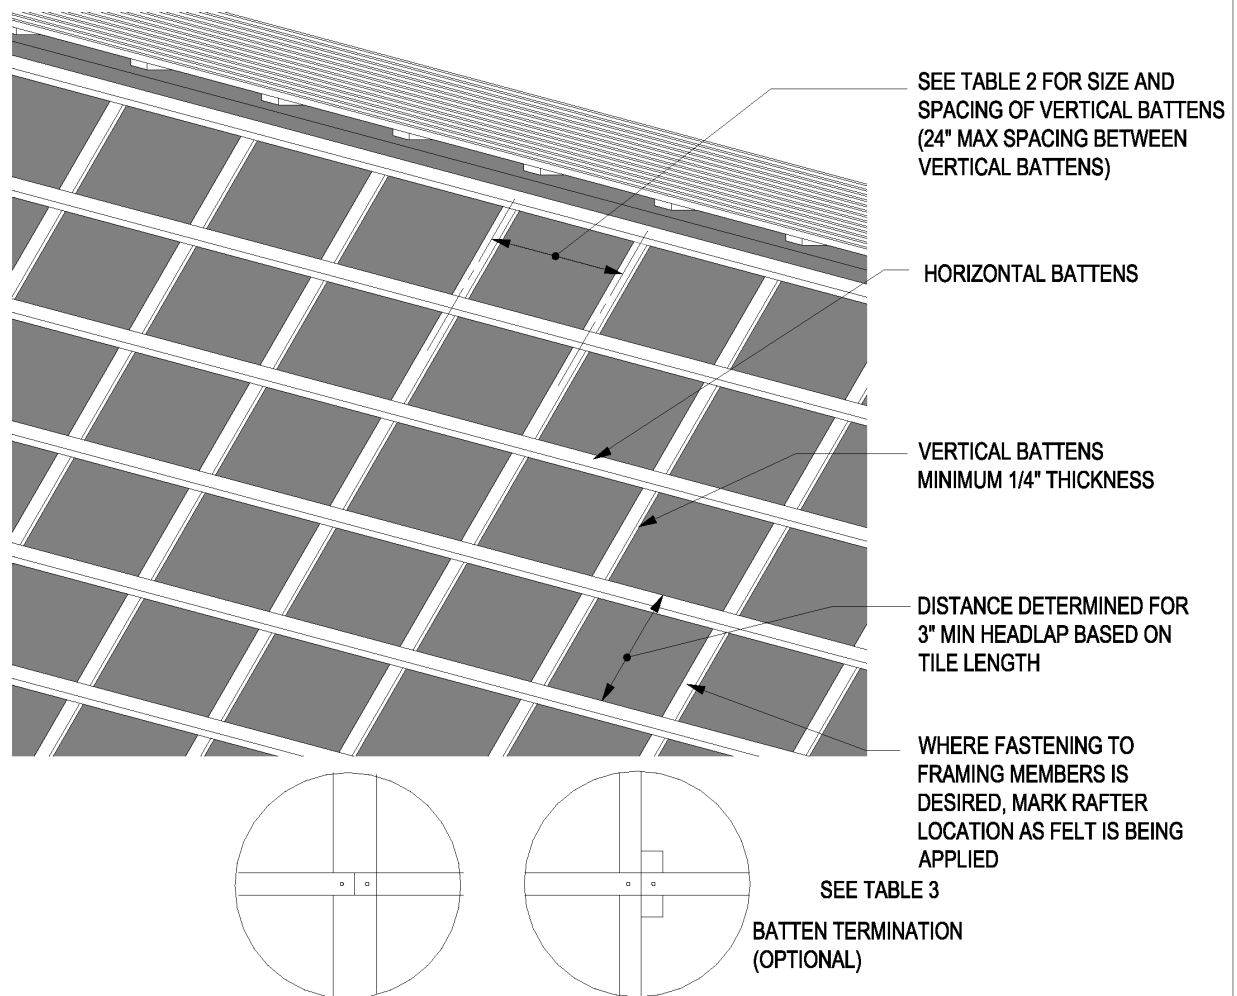 SEE TABLE 2 FOR SIZE AND
SPACING OF VERTICAL BATTENS
(24" MAX SPACING BETWEEN
VERTICAL BATTENS)
HORIZONTAL BATTENS
VERTICAL BATTENS
MINIMUM 1/4" THICKNESS
DISTANCE DETERMINED FOR
3" MIN HEADLAP BASED ON
TILE LENGTH
WHERE FASTENING TO
FRAMING MEMBERS IS
DESIRED, MARK RAFTER
LOCATION AS FELT IS BEING
APPLIED
SEE TABLE 3
BATTEN TERMINATION
(OPTIONAL)